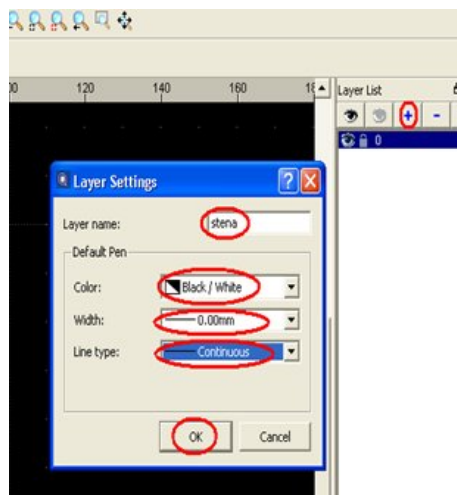 120 140 160 18
Layer List
0
Layer Settings
Layer name: stena
Default Pen
Color: Black / White
Width: 0.00mm
Line type: Continuous
OK Cancel